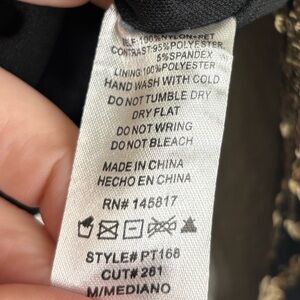 SELF:100%NYLON+RET
CONTRAST:95%POLYESTER
5%SPANDEX
LINING:100%POLYESTER
HAND WASH WITH COLD
DO NOT TUMBLE DRY
DRY FLAT
DO NOT WRING
DO NOT BLEACH
MADE IN CHINA
HECHO EN CHINA
RN# 145817
STYLE# PT168
CUT# 261
M/MEDIANO